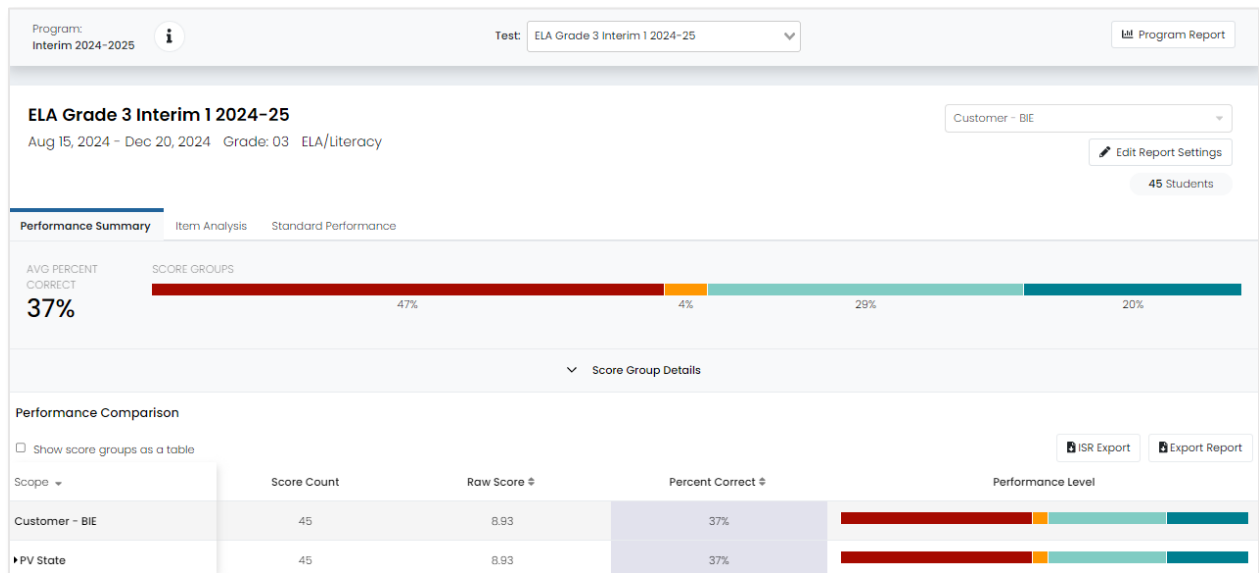 Program:
Interim 2024-2025
i
Test: ELA Grade 3 Interim 1 2024-25
Program Report
ELA Grade 3 Interim 1 2024-25
Aug 15, 2024 - Dec 20, 2024 Grade: 03 ELA/Literacy
Customer - BIE
Edit Report Settings
45 Students
Performance Summary Item Analysis Standard Performance
AVG PERCENT
CORRECT
37%
SCORE GROUPS
47% 4% 29% 20%
Score Group Details
Performance Comparison
Show score groups as a table
ISR Export Export Report
Scope Score Count Raw Score Percent Correct Performance Level
Customer - BIE 45 8.93 37%
PV State 45 8.93 37%